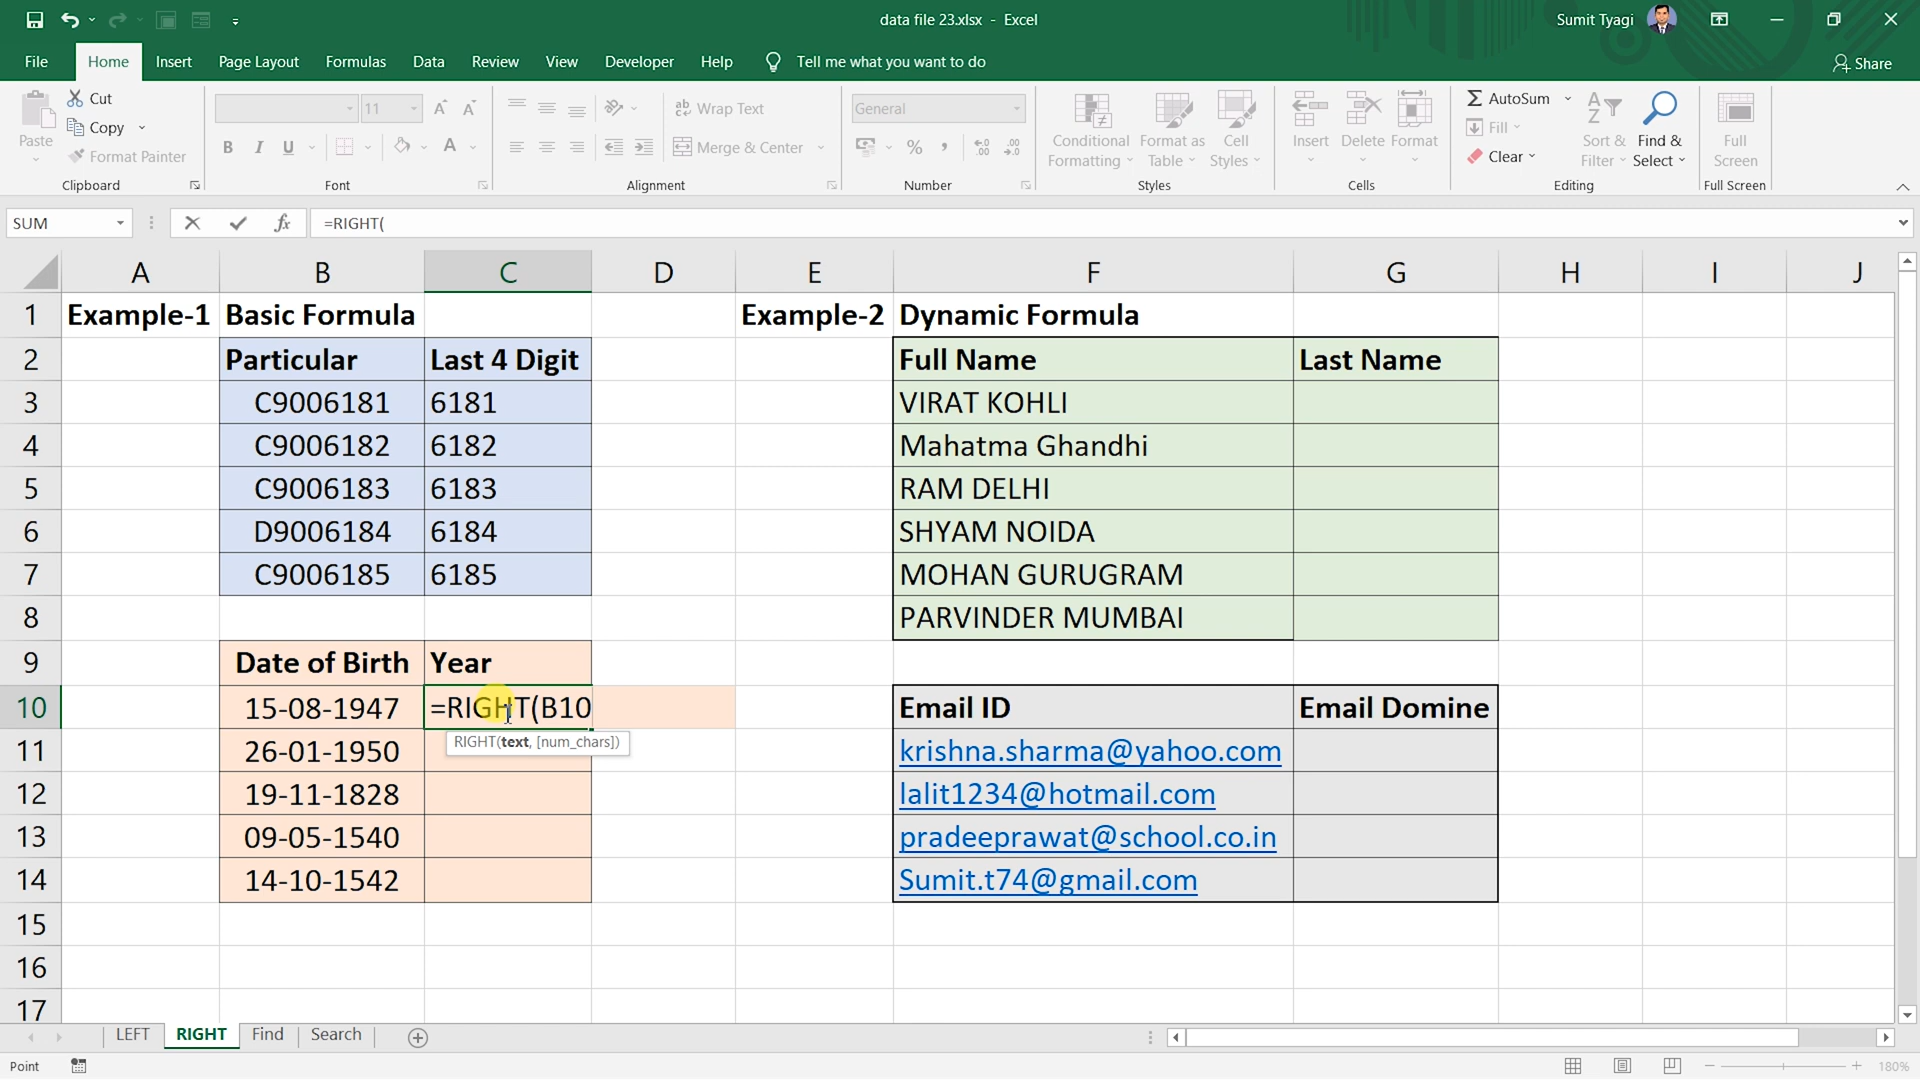 data file 23.xlsx - Excel
Sumit Tyagi
File Home Insert Page Layout Formulas Data Review View Developer Help Tell me what you want to do Share
Paste
Cut
Copy
Format Painter
Clipboard
11
B I U A
Font
ab Wrap Text
Merge & Center
Alignment
General
% ,
Number
Conditional Formatting
Format as Table
Cell Styles
Styles
Insert
Delete
Format
Cells
AutoSum
Fill
Clear
Sort & Filter
Find & Select
Editing
Full Screen
Full Screen
SUM fx =RIGHT(
A B C D E F G H I J
1 Example-1 Basic Formula Example-2 Dynamic Formula
2 Particular Last 4 Digit Full Name Last Name
3 C9006181 6181 VIRAT KOHLI
4 C9006182 6182 Mahatma Ghandhi
5 C9006183 6183 RAM DELHI
6 D9006184 6184 SHYAM NOIDA
7 C9006185 6185 MOHAN GURUGRAM
8 PARVINDER MUMBAI
9 Date of Birth Year
10 15-08-1947 =RIGHT(B10 Email ID Email Domine
RIGHT(text, [num_chars])
11 26-01-1950 krishna.sharma@yahoo.com
12 19-11-1828 lalit1234@hotmail.com
13 09-05-1540 pradeeprawat@school.co.in
14 14-10-1542 Sumit.t74@gmail.com
15
16
17
LEFT RIGHT Find Search
Point 180%